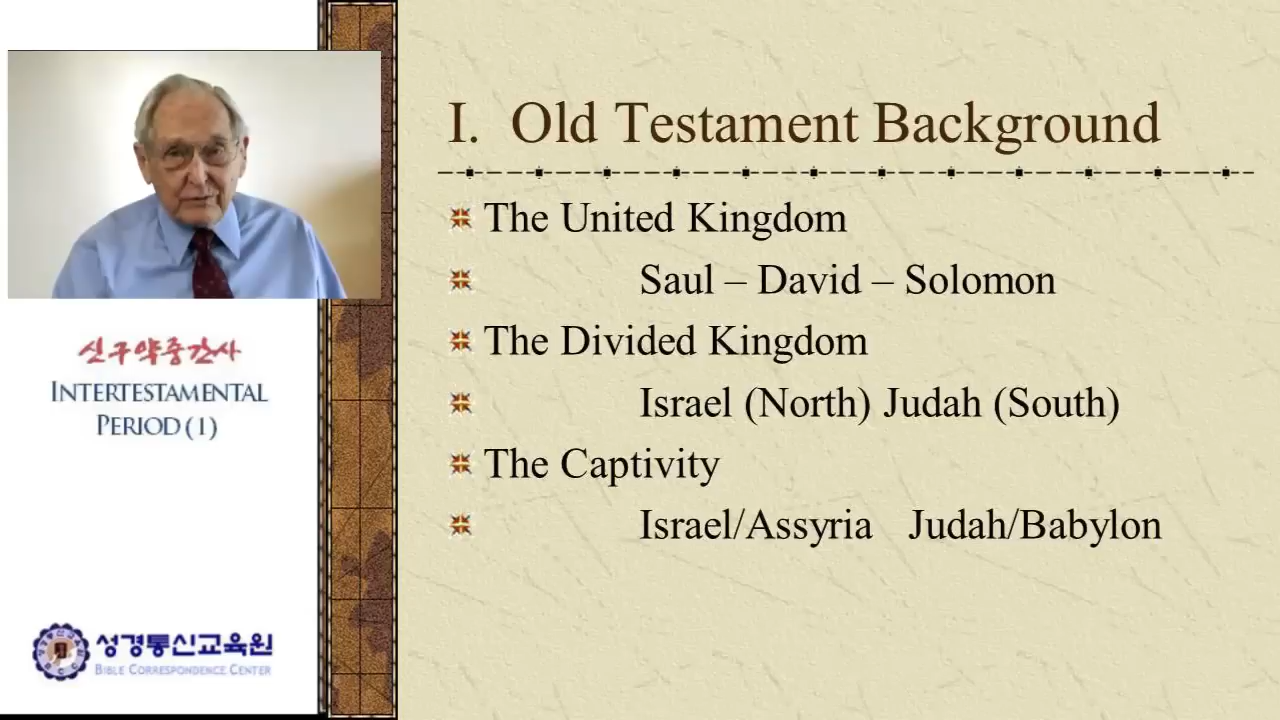 I. Old Testament Background
The United Kingdom
Saul – David – Solomon
The Divided Kingdom
Israel (North) Judah (South)
The Captivity
Israel/Assyria Judah/Babylon
신구약중간사
INTERTESTAMENTAL
PERIOD (1)
성경통신교육원
BIBLE CORRESPONDENCE CENTER